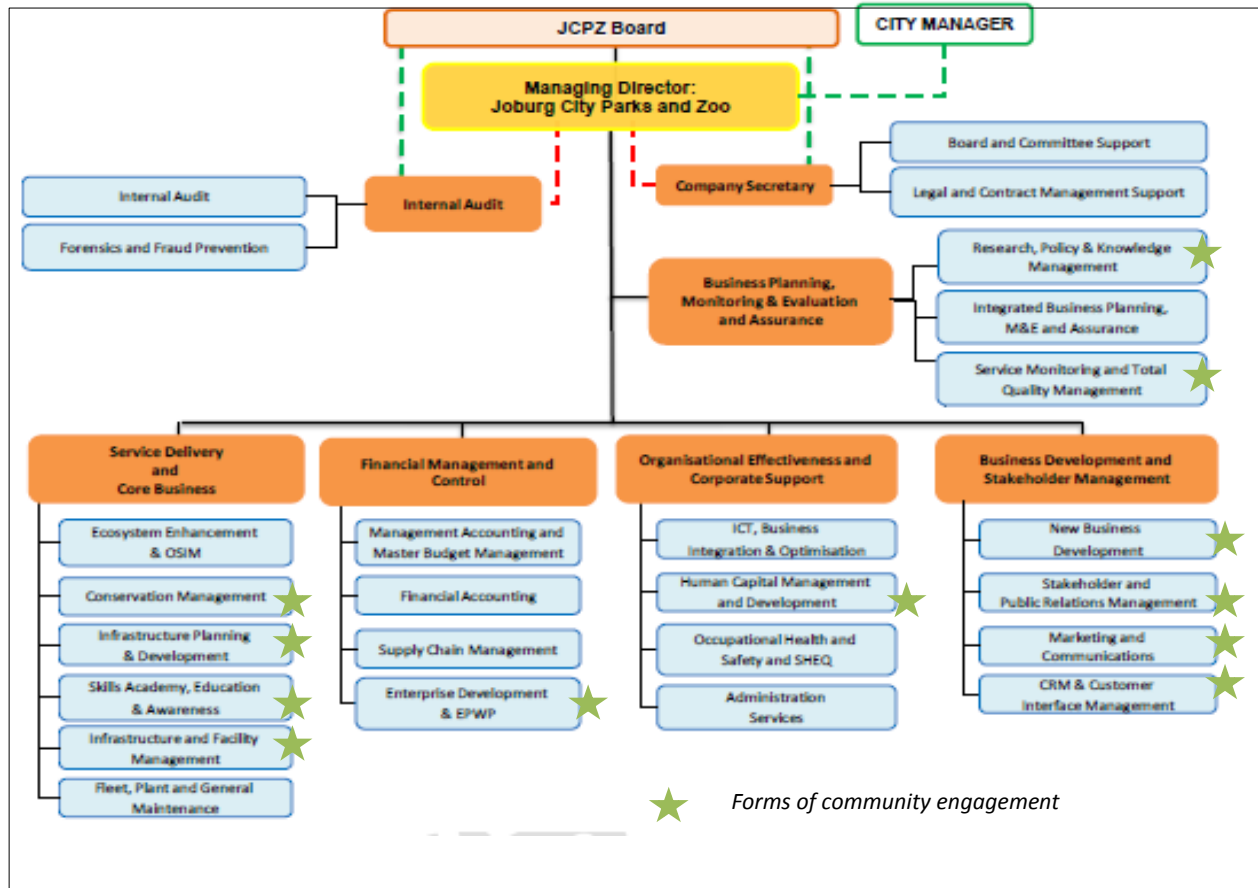 JCPZ Board
CITY MANAGER
Managing Director:
Joburg City Parks and Zoo
Board and Committee Support
Company Secretary
Legal and Contract Management Support
Internal Audit
Internal Audit
Forensics and Fraud Prevention
Research, Policy & Knowledge
Management
Business Planning,
Monitoring & Evaluation
and Assurance
Integrated Business Planning,
M&E and Assurance
Service Monitoring and Total
Quality Management
Service Delivery
and
Core Business
Ecosystem Enhancement
& OSIM
Conservation Management
Infrastructure Planning
& Development
Skills Academy, Education
& Awareness
Infrastructure and Facility
Management
Fleet, Plant and General
Maintenance
Financial Management and
Control
Management Accounting and
Master Budget Management
Financial Accounting
Supply Chain Management
Enterprise Development
& EPWP
Organisational Effectiveness and
Corporate Support
ICT, Business
Integration & Optimisation
Human Capital Management
and Development
Occupational Health and
Safety and SHEQ
Administration
Services
Business Development and
Stakeholder Management
New Business
Development
Stakeholder and
Public Relations Management
Marketing and
Communications
CRM & Customer
Interface Management
Forms of community engagement